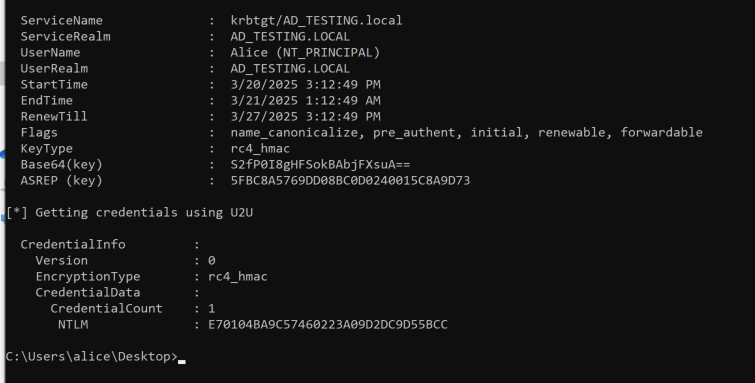 ServiceName : krbtgt/AD_TESTING.local
ServiceRealm : AD_TESTING.LOCAL
UserName : Alice (NT_PRINCIPAL)
UserRealm : AD_TESTING.LOCAL
StartTime : 3/20/2025 3:12:49 PM
EndTime : 3/21/2025 1:12:49 AM
RenewTill : 3/27/2025 3:12:49 PM
Flags : name_canonicalize, pre_authent, initial, renewable, forwardable
KeyType : rc4_hmac
Base64(key) : S2fP0I8gHFSokBAbjFXsuA==
ASREP (key) : 5FBC8A5769DD08BC0D0240015C8A9D73
[*] Getting credentials using U2U
CredentialInfo :
Version : 0
EncryptionType : rc4_hmac
CredentialData :
CredentialCount : 1
NTLM : E70104BA9C57460223A09D2DC9D55BCC
C:\Users\alice\Desktop>